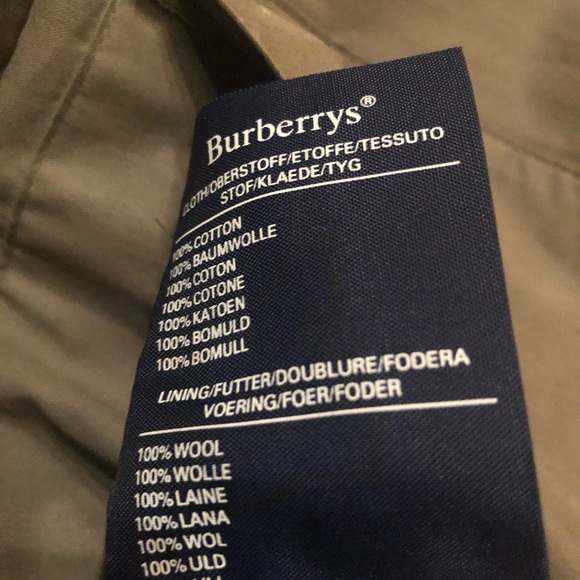 Burberrys®
CLOTH/OBERSTOFF/ETOFFE/TESSUTO
STOF/KLAEDE/TYG
100% COTTON
100% BAUMWOLLE
100% COTON
100% COTONE
100% KATOEN
100% BOMULD
100% BOMULL
LINING/FUTTER/DOUBLURE/FODERA
VOERING/FOER/FODER
100% WOOL
100% WOLLE
100% LAINE
100% LANA
100% WOL
100% ULD